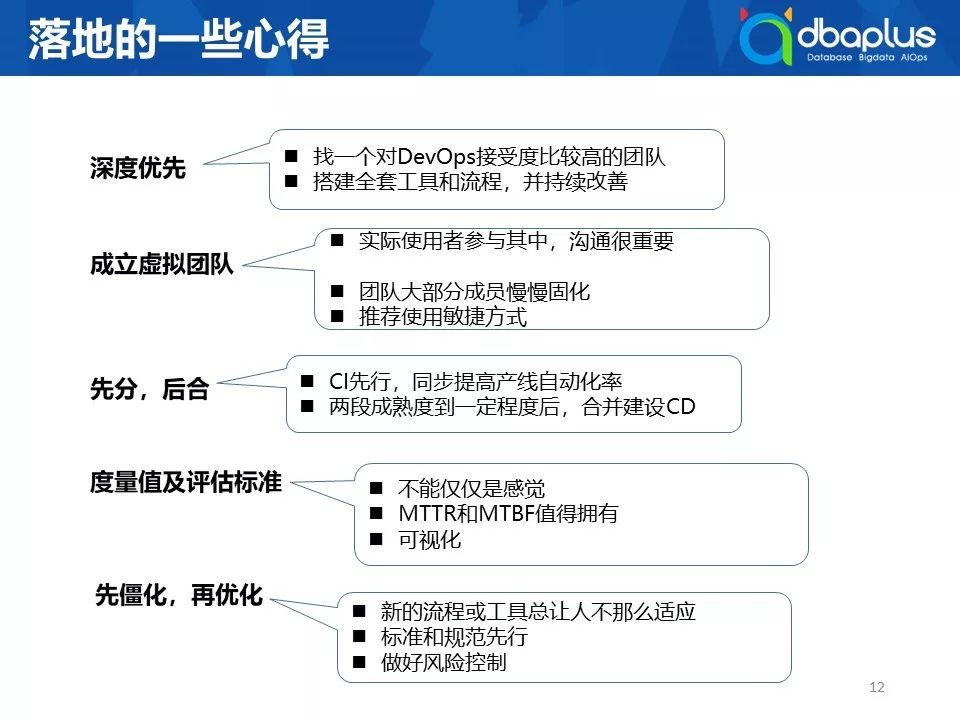 落地的一些心得
dbaplus
Database Bigdata AIOps
深度优先
■ 找一个对DevOps接受度比较高的团队
■ 搭建全套工具和流程，并持续改善
成立虚拟团队
■ 实际使用者参与其中，沟通很重要
■ 团队大部分成员慢慢固化
■ 推荐使用敏捷方式
先分，后合
■ CI先行，同步提高产线自动化率
■ 两段成熟度到一定程度后，合并建设CD
度量值及评估标准
■ 不能仅仅是感觉
■ MTTR和MTBF值得拥有
■ 可视化
先僵化，再优化
■ 新的流程或工具总让人不那么适应
■ 标准和规范先行
■ 做好风险控制
12